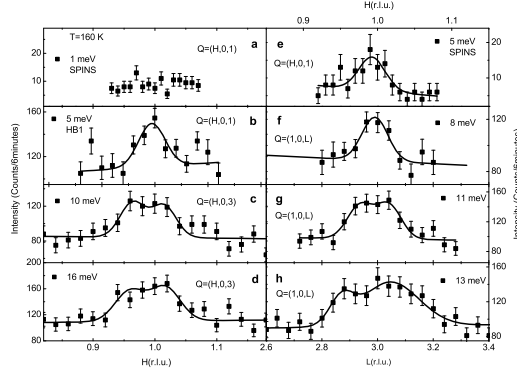 H(r.l.u.)
0.9 1.0 1.1
T=160 K
1 meV
SPINS
Q=(H,0,1)
a
20
10
e
5 meV
SPINS
Q=(H,0,1)
20
10
0
160
120
5 meV
HB1
Q=(H,0,1)
b
f
8 meV
Q=(1,0,L)
120
80
120
80
10 meV
Q=(H,0,3)
c
g
11 meV
Q=(1,0,L)
160
120
80
200
160
120
80
16 meV
Q=(H,0,3)
d
h
13 meV
Q=(1,0,L)
160
120
80
Intensity (Counts/6minutes)
Intensity (Counts/6minutes)
0.9 1.0 1.1 2.6 2.8 3.0 3.2 3.4
H(r.l.u.)
L(r.l.u.)